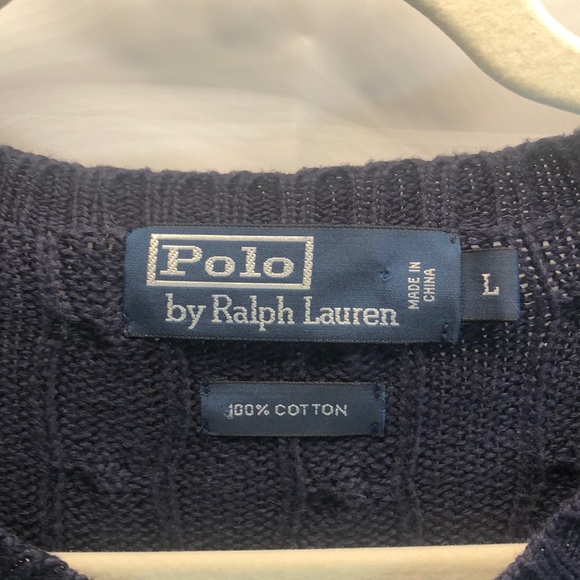 Polo
by Ralph Lauren
MADE IN
CHINA
L
100% COTTON